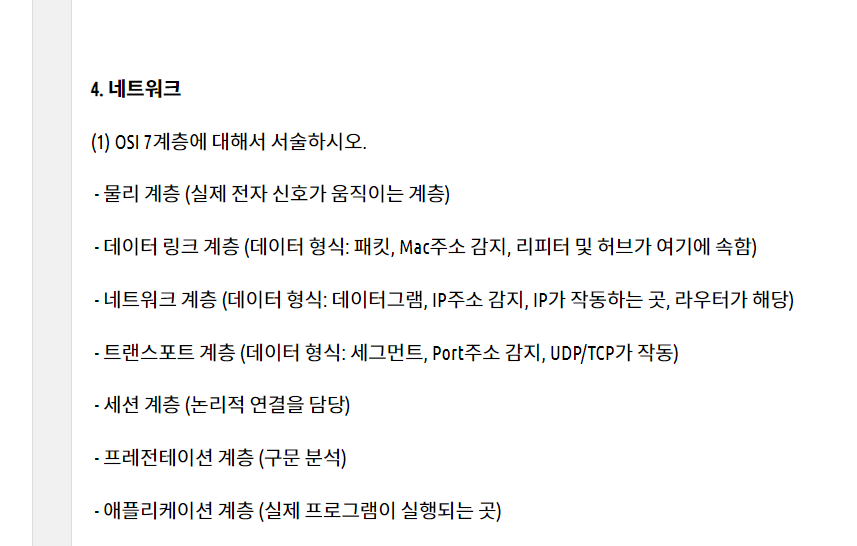 4. 네트워크
(1) OSI 7계층에 대해서 서술하시오.
- 물리 계층 (실제 전자 신호가 움직이는 계층)
- 데이터 링크 계층 (데이터 형식: 패킷, Mac주소 감지, 리피터 및 허브가 여기에 속함)
- 네트워크 계층 (데이터 형식: 데이터그램, IP주소 감지, IP가 작동하는 곳, 라우터가 해당)
- 트랜스포트 계층 (데이터 형식: 세그먼트, Port주소 감지, UDP/TCP가 작동)
- 세션 계층 (논리적 연결을 담당)
- 프레전테이션 계층 (구문 분석)
- 애플리케이션 계층 (실제 프로그램이 실행되는 곳)